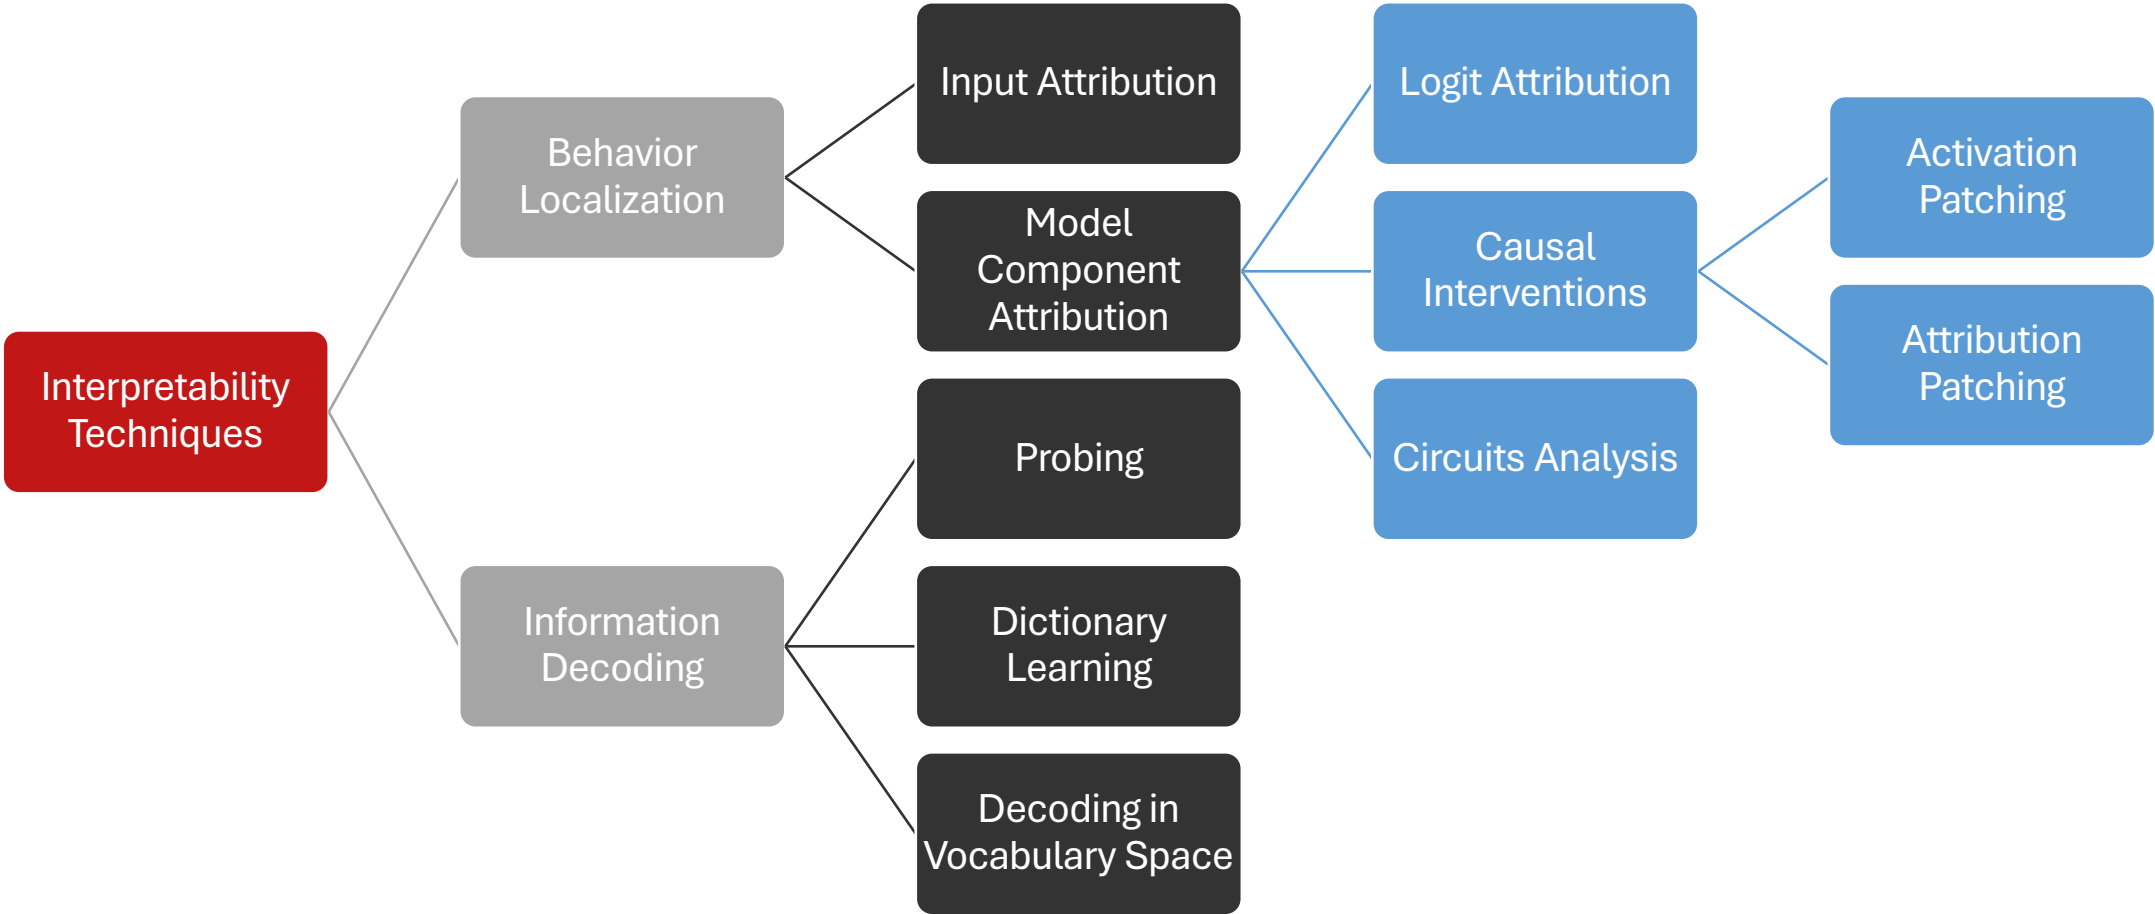 Interpretability
Techniques
Behavior
Localization
Information
Decoding
Input Attribution
Model
Component
Attribution
Probing
Dictionary
Learning
Decoding in
Vocabulary Space
Logit Attribution
Causal
Interventions
Circuits Analysis
Activation
Patching
Attribution
Patching